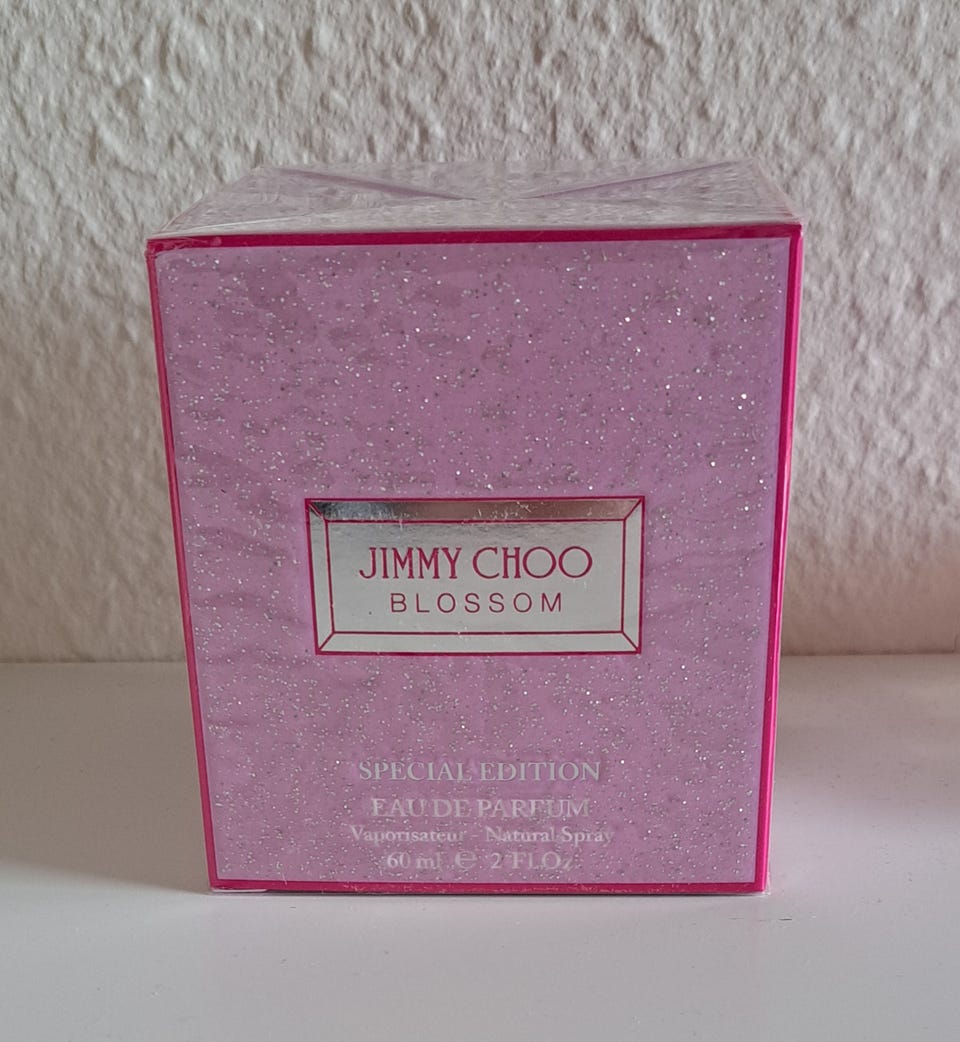 JIMMY CHOO
BLOSSOM
SPECIAL EDITION
EAU DE PARFUM
Vaporisateur - Natural Spray
60 ml ℮ 2 Fl.Oz.